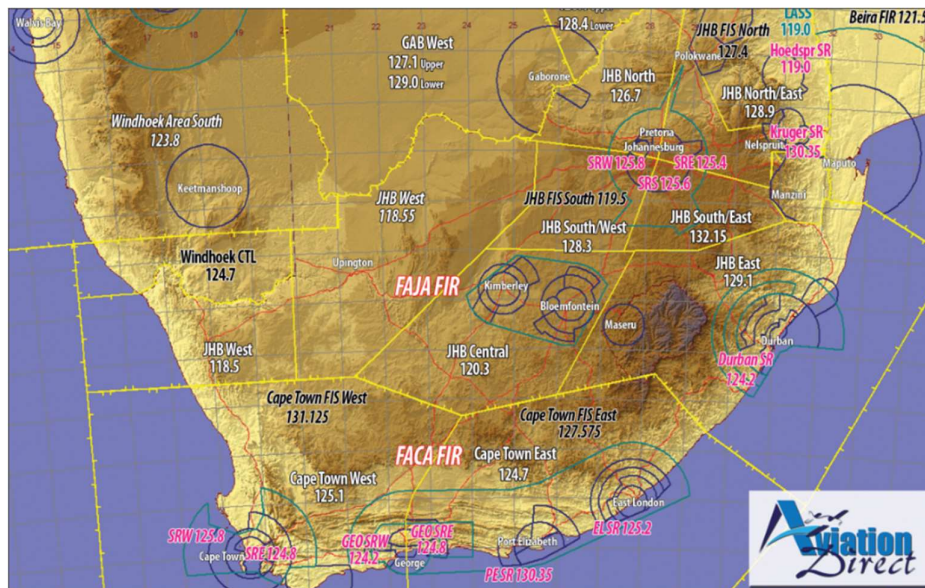 Walvis Bay
128.4 Lower
GAB West
127.1 Upper
129.0 Lower
JHB FIS North
127.4
Polokwane
LASS
119.0
Hoedspr SR
119.0
Beira FIR 121.5
Gaborone
JHB North
126.7
JHB North/East
128.9
Windhoek Area South
123.8
Pretoria
Johannesburg
Nelspruit
Kruger SR
130.35
Maputo
SRW 125.8
SRE 125.4
SRS 125.6
Keetmanshoop
Manzini
JHB West
118.55
JHB FIS South 119.5
JHB South/West
128.3
JHB South/East
132.15
Windhoek CTL
124.7
Upington
JHB East
129.1
FAJA FIR
Kimberley
Bloemfontein
Maseru
Durban
JHB West
118.5
JHB Central
120.3
Durban SR
124.2
Cape Town FIS West
131.125
Cape Town FIS East
127.575
FACA FIR
Cape Town West
125.1
Cape Town East
124.7
East London
EL SR 125.2
SRW 125.8
Cape Town
SRE 124.8
GEO SRW
124.2
GEO SRE
124.8
George
Port Elizabeth
PE SR 130.35
Aviation
Direct